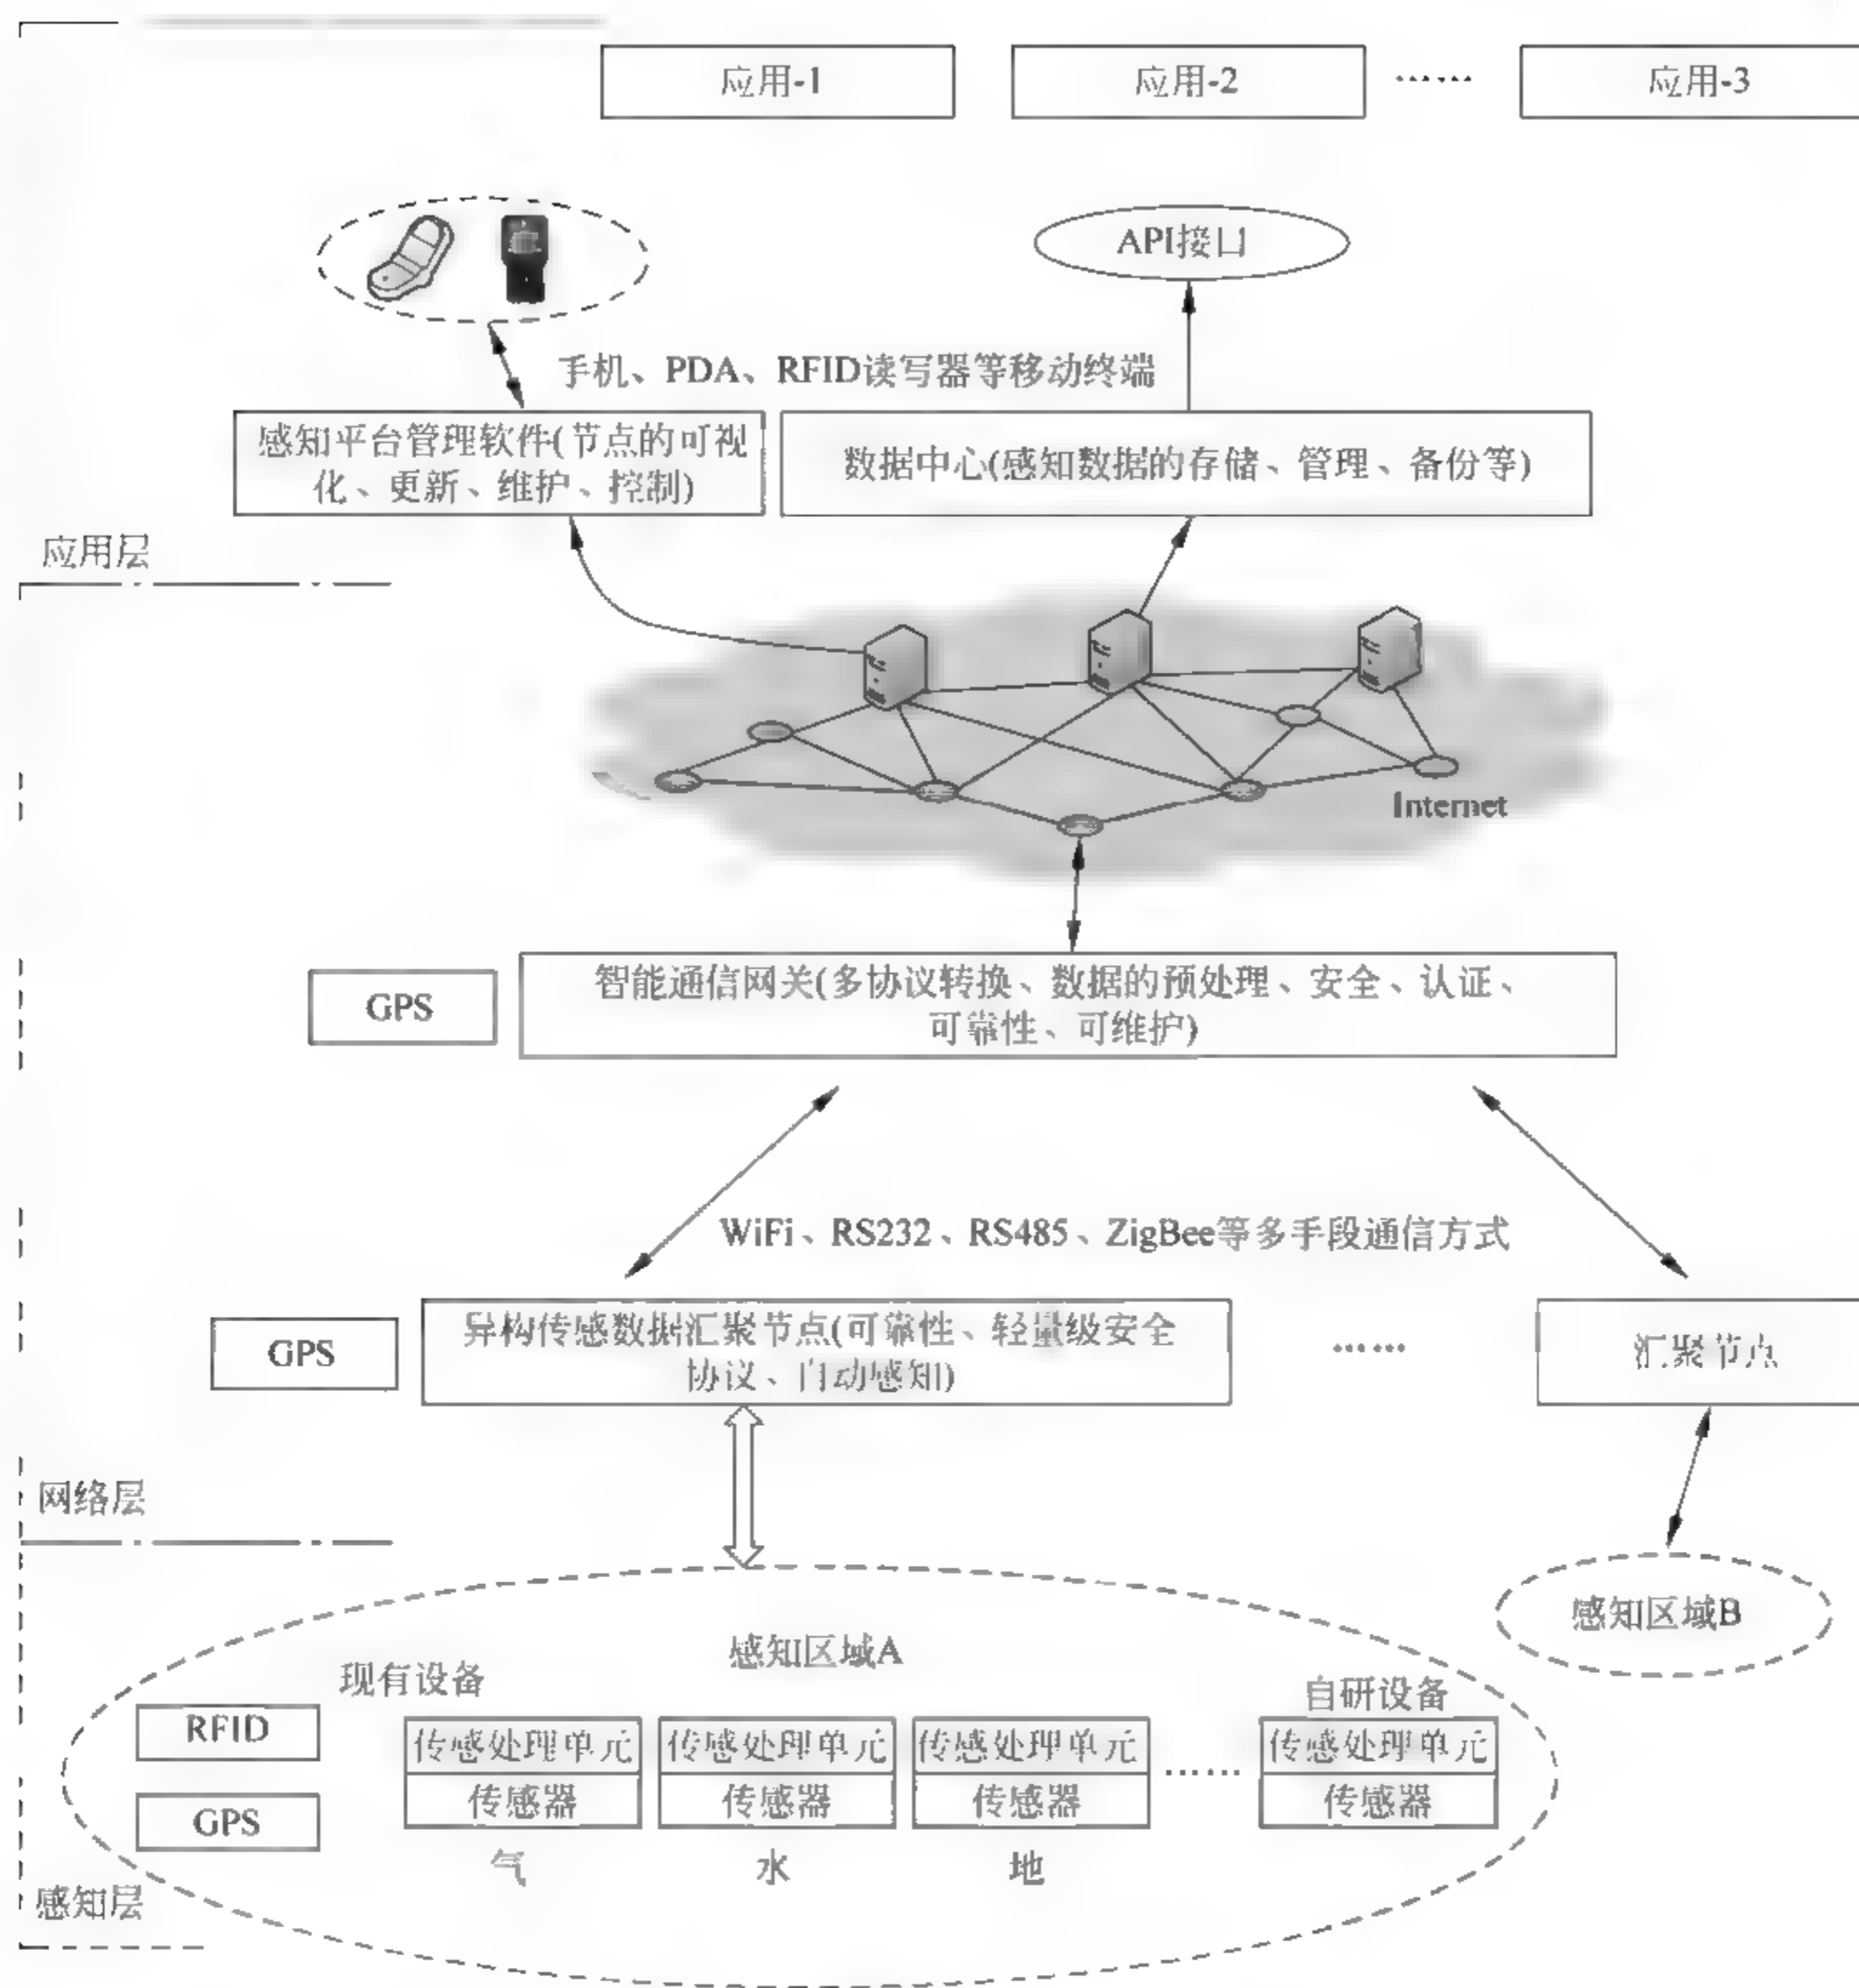 应用-1
应用-2
……
应用-3
API接口
手机、PDA、RFID读写器等移动终端
感知平台管理软件(节点的可视
化、更新、维护、控制)
数据中心(感知数据的存储、管理、备份等)
应用层
Internet
GPS
智能通信网关(多协议转换、数据的预处理、安全、认证、
可靠性、可维护)
WiFi、RS232、RS485、ZigBee等多手段通信方式
GPS
异构传感数据汇聚节点(可靠性、轻量级安全
协议、自动感知)
……
汇聚节点
网络层
感知区域B
感知区域A
现有设备
自研设备
RFID
传感处理单元
传感处理单元
传感处理单元
……
传感处理单元
传感器
传感器
传感器
传感器
GPS
气
水
地
感知层